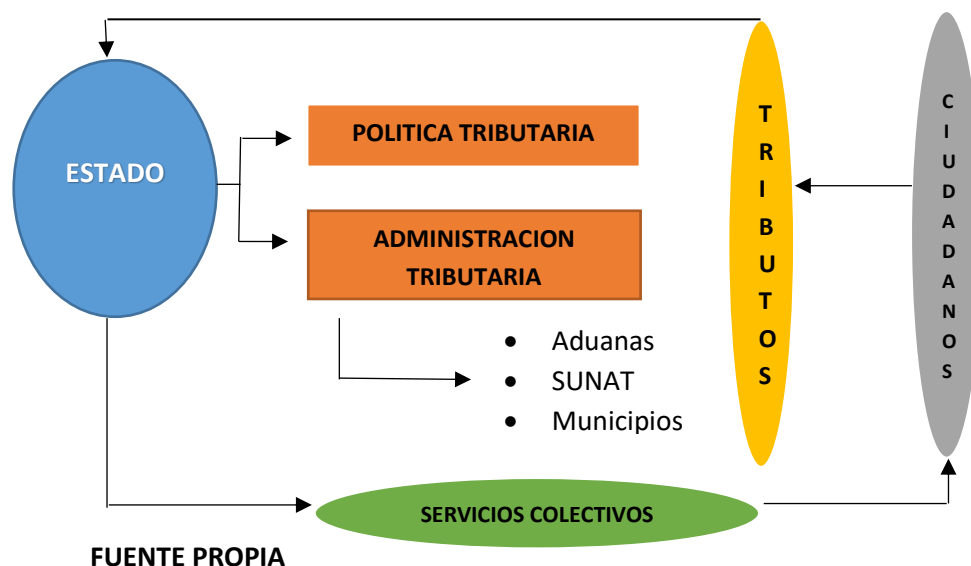 ESTADO
POLITICA TRIBUTARIA
ADMINISTRACION
TRIBUTARIA
• Aduanas
• SUNAT
• Municipios
TRIBUTOS
CIUDADANOS
SERVICIOS COLECTIVOS
FUENTE PROPIA